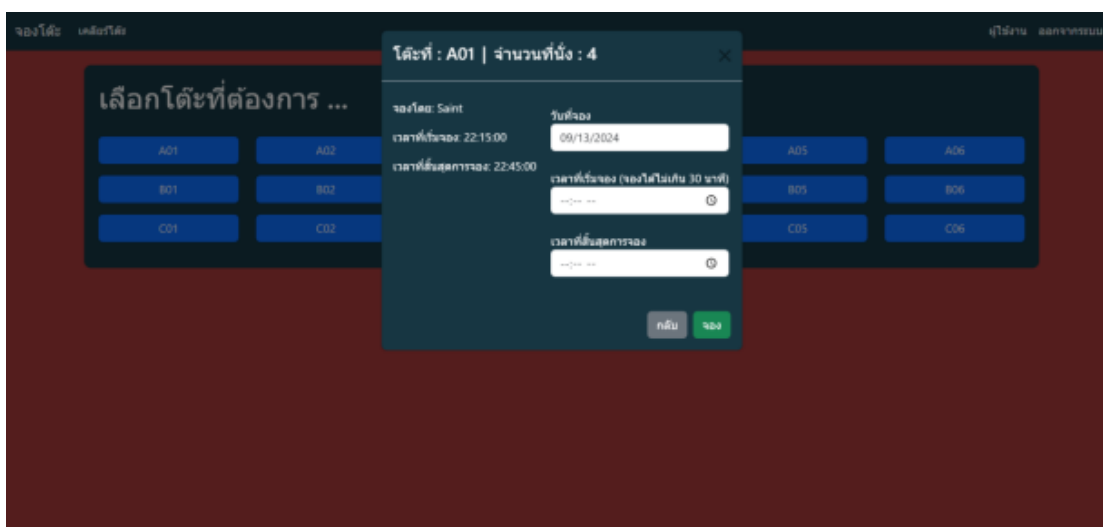 จองโต๊ะ เคลียร์โต๊ะ ผู้ใช้งาน ออกจากระบบ
โต๊ะที่ : A01 | จำนวนที่นั่ง : 4
เลือกโต๊ะที่ต้องการ ...
จองโดย: Saint
เวลาที่เริ่มจอง: 22:15:00
เวลาที่สิ้นสุดการจอง: 22:45:00
วันที่จอง
09/13/2024
เวลาที่เริ่มจอง (จองได้ไม่เกิน 30 นาที)
--:-- --
เวลาที่สิ้นสุดการจอง
--:-- --
กลับ จอง
A01 A02 A05 A06
B01 B02 B05 B06
C01 C02 C05 C06